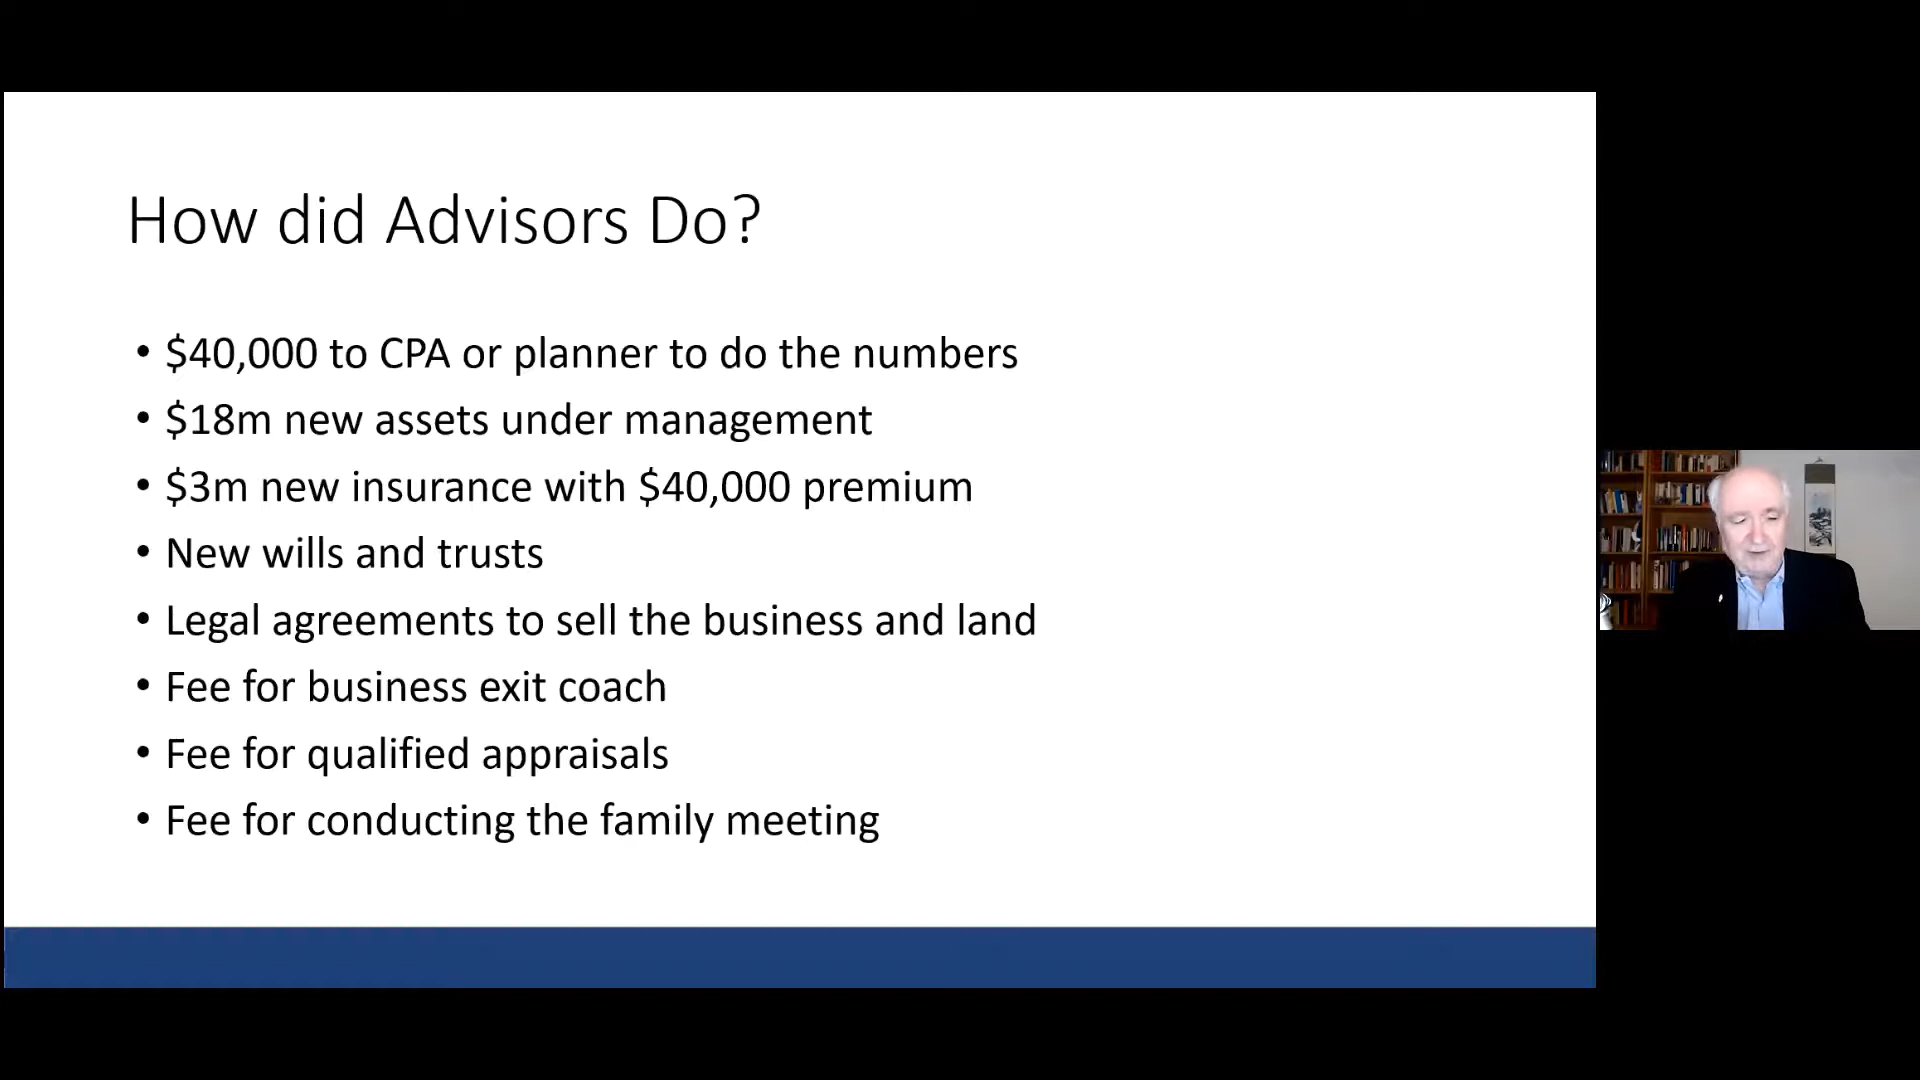 How did Advisors Do?
• $40,000 to CPA or planner to do the numbers
• $18m new assets under management
• $3m new insurance with $40,000 premium
• New wills and trusts
• Legal agreements to sell the business and land
• Fee for business exit coach
• Fee for qualified appraisals
• Fee for conducting the family meeting